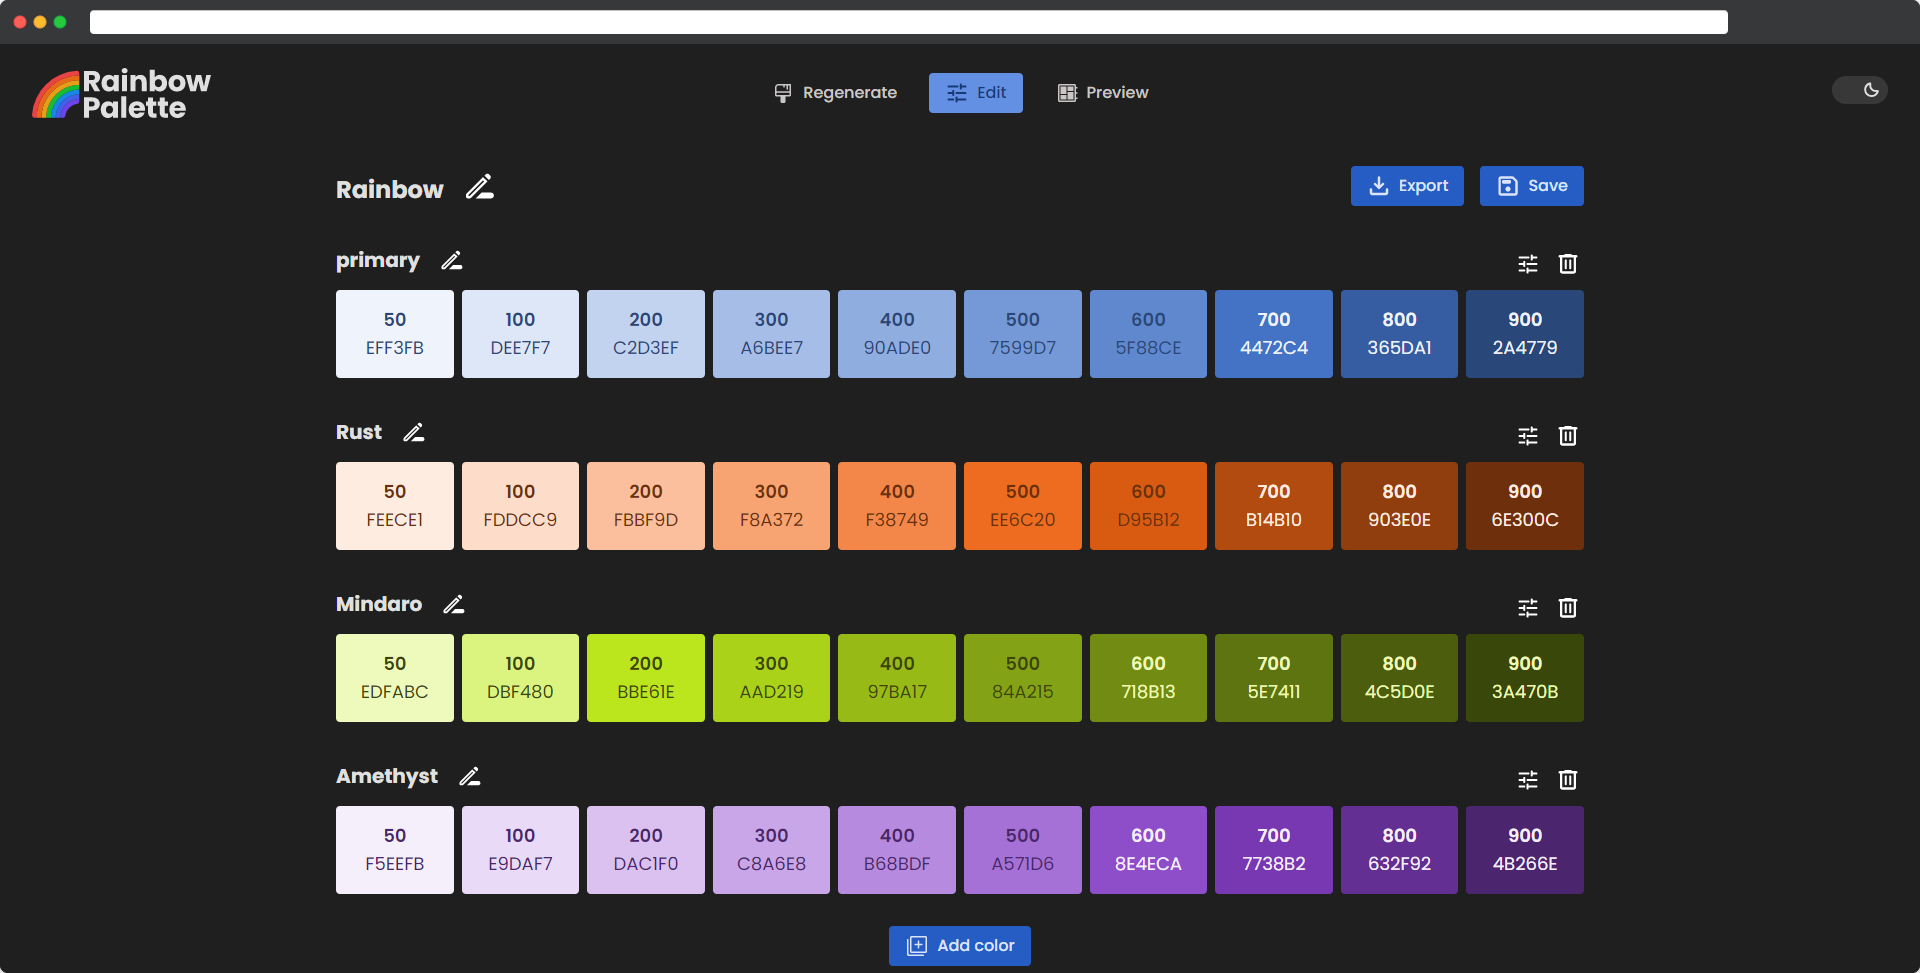 Rainbow
Palette
Regenerate
Edit
Preview
Rainbow
Export
Save
primary
50 100 200 300 400 500 600 700 800 900
EFF3FB DEE7F7 C2D3EF A6BEE7 90ADE0 7599D7 5F88CE 4472C4 365DA1 2A4779
Rust
50 100 200 300 400 500 600 700 800 900
FEECE1 FDDCC9 FBBF9D F8A372 F38749 EE6C20 D95B12 B14B10 903E0E 6E300C
Mindaro
50 100 200 300 400 500 600 700 800 900
EDFABC DBF480 BBE61E AAD219 97BA17 84A215 718B13 5E7411 4C5D0E 3A470B
Amethyst
50 100 200 300 400 500 600 700 800 900
F5EEFB E9DAF7 DAC1F0 C8A6E8 B68BDF A571D6 8E4ECA 7738B2 632F92 4B266E
Add color